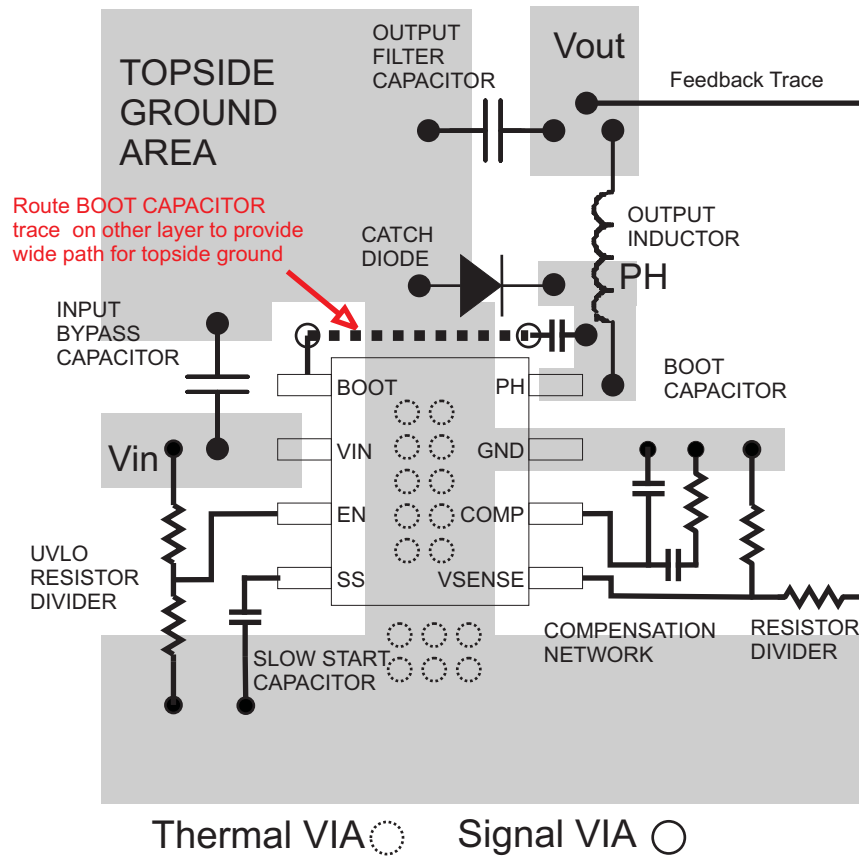 OUTPUT
FILTER
CAPACITOR
Vout
TOPSIDE
GROUND
AREA
Feedback Trace
Route BOOT CAPACITOR
trace on other layer to provide
wide path for topside ground
OUTPUT
INDUCTOR
CATCH
DIODE
PH
INPUT
BYPASS
CAPACITOR
BOOT
CAPACITOR
BOOT
PH
Vin
VIN
GND
EN
COMP
UVLO
RESISTOR
DIVIDER
SS
VSENSE
SLOW START
CAPACITOR
COMPENSATION
NETWORK
RESISTOR
DIVIDER
Thermal VIA
Signal VIA